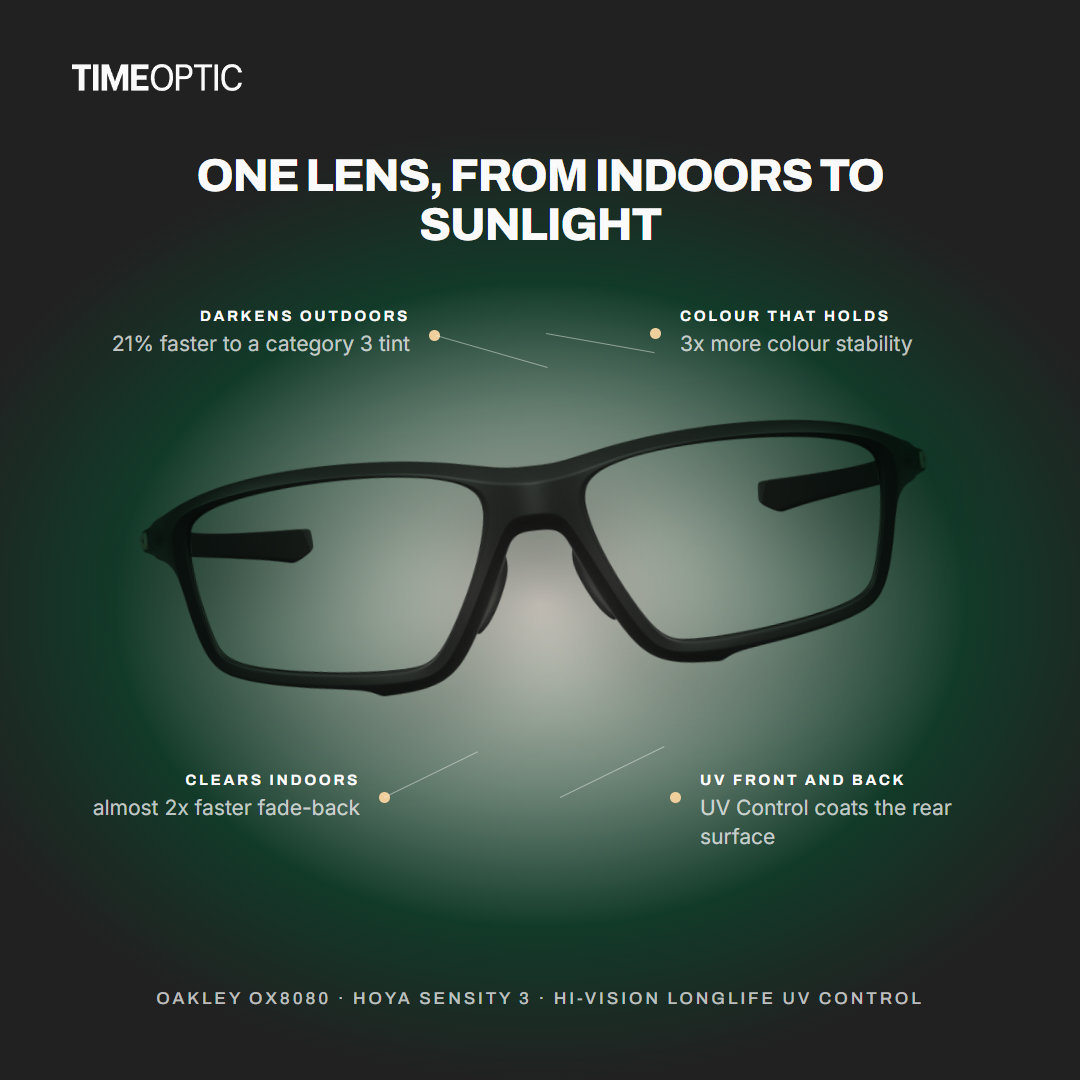 TIMEOPTIC
ONE LENS, FROM INDOORS TO
SUNLIGHT
DARKENS OUTDOORS
21% faster to a category 3 tint
COLOUR THAT HOLDS
3x more colour stability
CLEARS INDOORS
almost 2x faster fade-back
UV FRONT AND BACK
UV Control coats the rear
surface
OAKLEY OX8080 · HOYA SENSITY 3 · HI-VISION LONGLIFE UV CONTROL